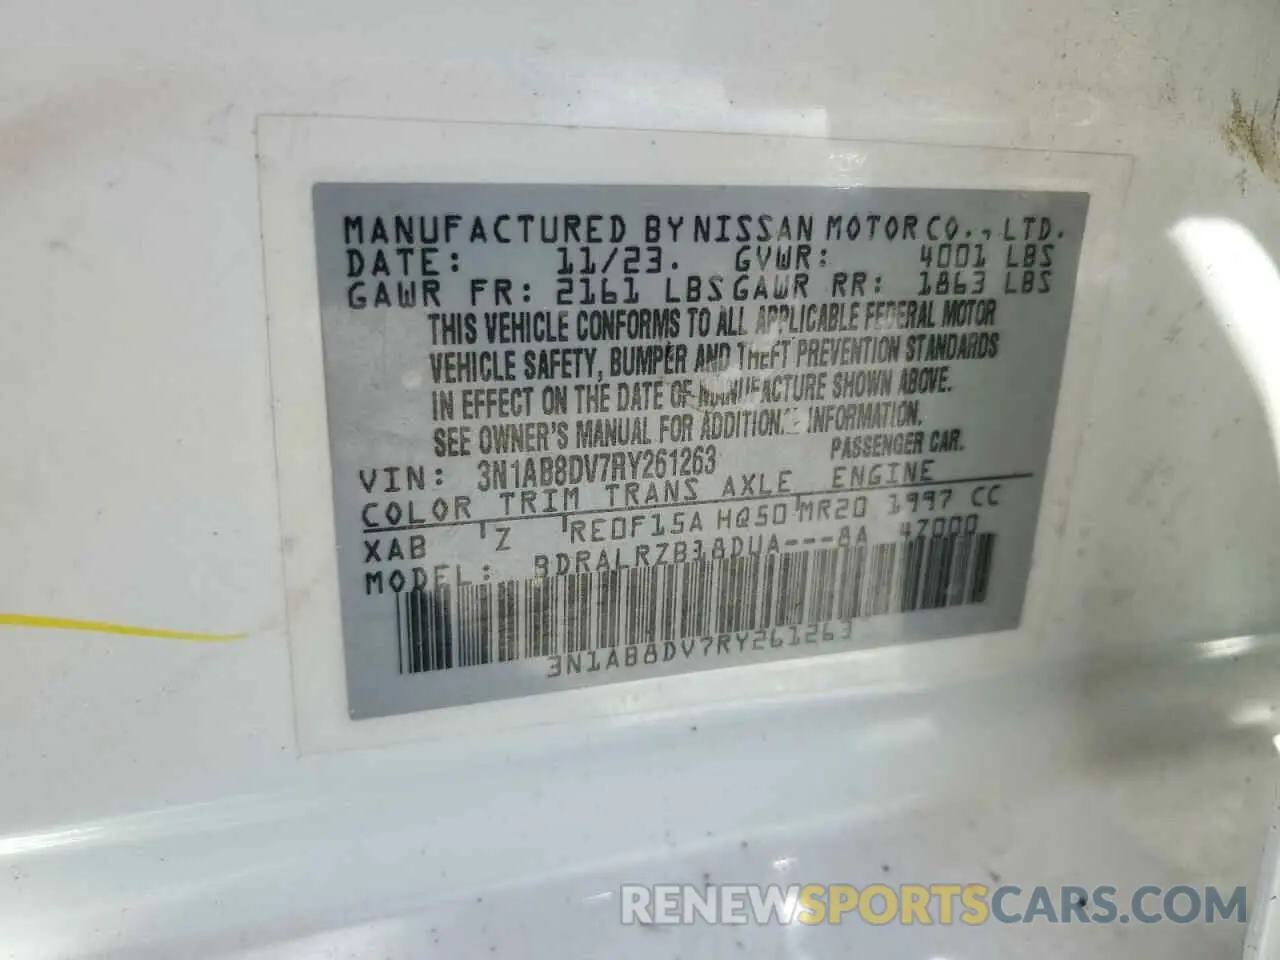 MANUFACTURED BY NISSAN MOTOR CO., LTD.
DATE: 11/23. GVWR: 4001 LBS
GAWR FR: 2161 LBS GAWR RR: 1863 LBS
THIS VEHICLE CONFORMS TO ALL APPLICABLE FEDERAL MOTOR
VEHICLE SAFETY, BUMPER AND THEFT PREVENTION STANDARDS
IN EFFECT ON THE DATE OF MANUFACTURE SHOWN ABOVE.
SEE OWNER'S MANUAL FOR ADDITIONAL INFORMATION.
VIN: 3N1AB8DV7RY261263 PASSENGER CAR.
COLOR TRIM TRANS AXLE ENGINE
XAB Z RE0F15A HQ50 MR20 1997 CC
MODEL: BDRALRZB18DUA---8A 4Z000
3N1AB8DV7RY261263
RENEWSPORTSCARS.COM